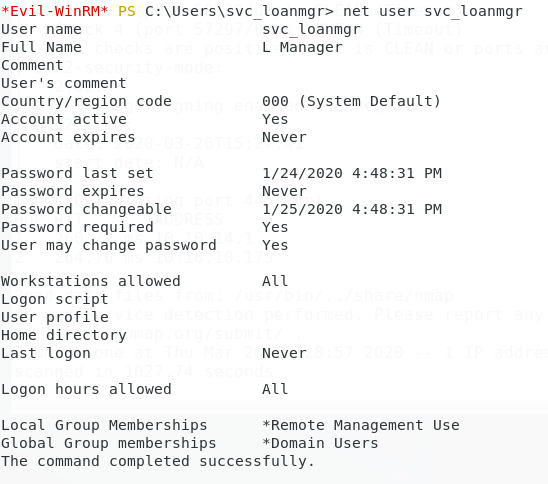 *Evil-WinRM* PS C:\Users\svc_loanmgr> net user svc_loanmgr
User name                    svc_loanmgr
Full Name                    L Manager
Comment
User's comment
Country/region code          000 (System Default)
Account active               Yes
Account expires              Never
Password last set            1/24/2020 4:48:31 PM
Password expires             Never
Password changeable          1/25/2020 4:48:31 PM
Password required            Yes
User may change password     Yes
Workstations allowed         All
Logon script
User profile
Home directory
Last logon                   Never
Logon hours allowed          All
Local Group Memberships      *Remote Management Use
Global Group memberships     *Domain Users
The command completed successfully.